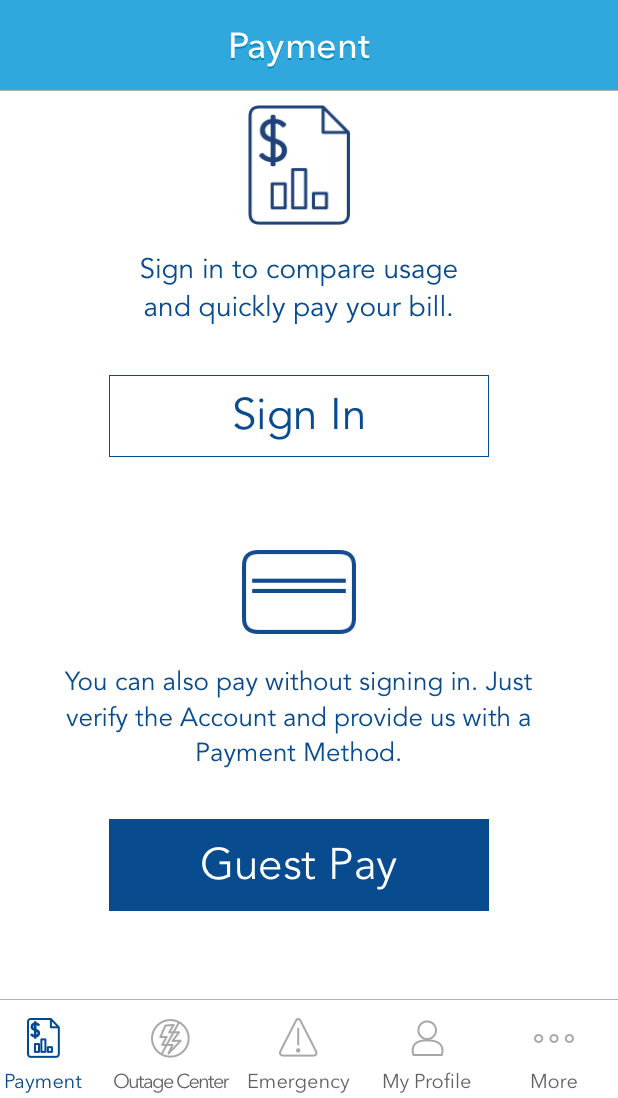 Payment
$
Sign in to compare usage
and quickly pay your bill.
Sign In
You can also pay without signing in. Just
verify the Account and provide us with a
Payment Method.
Guest Pay
$
Payment Outage Center Emergency My Profile More